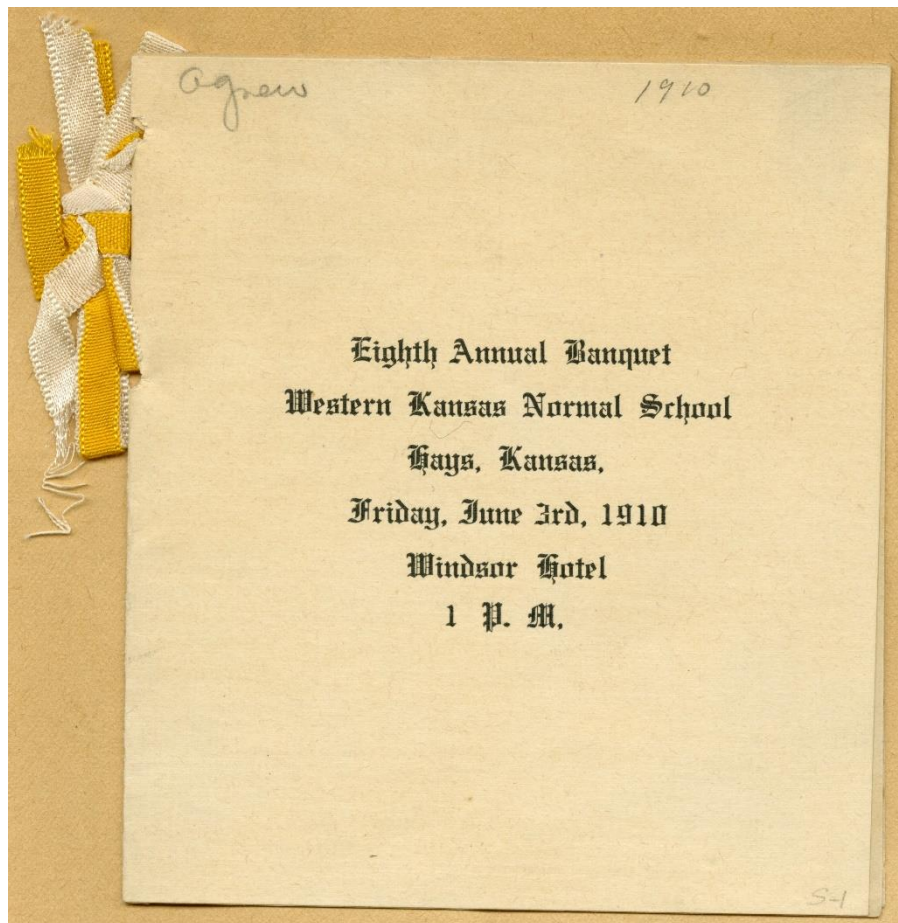 Agnew 1910
Eighth Annual Banquet
Western Kansas Normal School
Hays, Kansas,
Friday, June 3rd, 1910
Windsor Hotel
1 P. M.
S-1